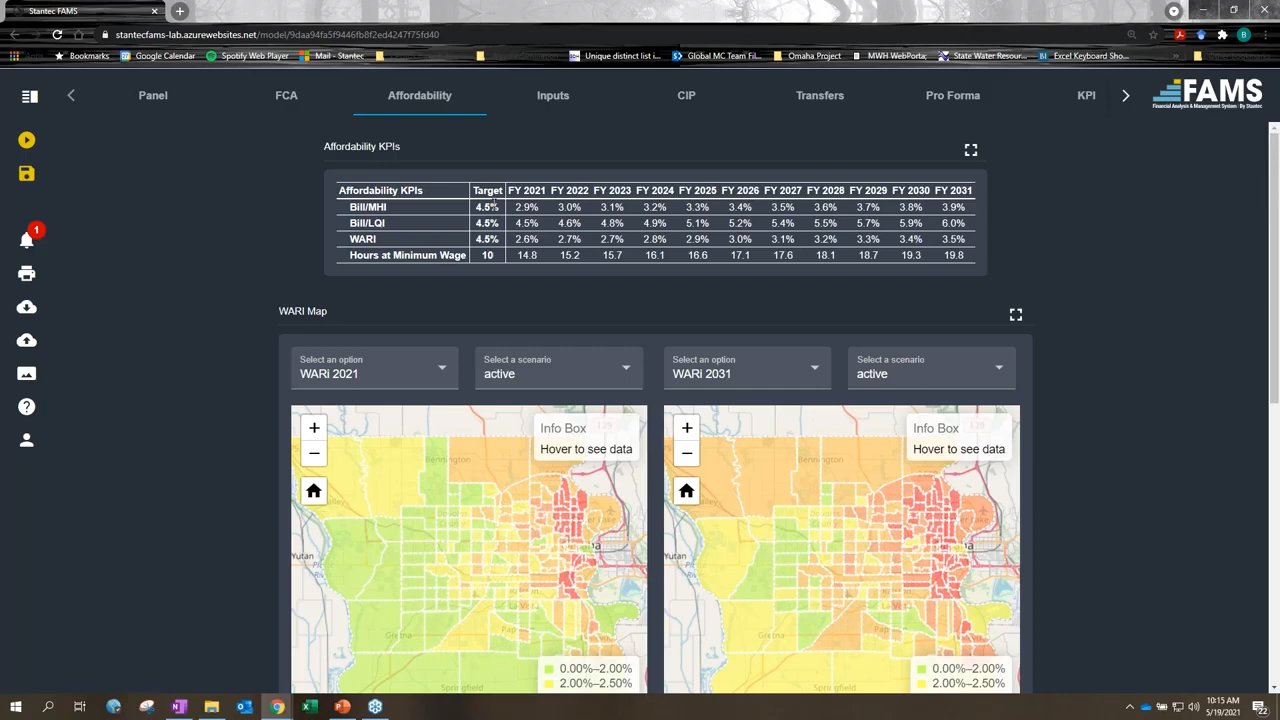 Stantec FAMS
stantecfams-lab.azurewebsites.net/model/9daa94fa5f9446b8f2ed4247f75fd40
Bookmarks Google Calendar Spotify Web Player Mail - Stantec Unique distinct list i... Global MC Team Fil... Omaha Project MWH WebPorta; State Water Resour... Excel Keyboard Sho...
B
Panel FCA Affordability Inputs CIP Transfers Pro Forma KPI
FAMS
Financial Analysis & Management System | By Stantec
1
Affordability KPIs
Affordability KPIs Target FY 2021 FY 2022 FY 2023 FY 2024 FY 2025 FY 2026 FY 2027 FY 2028 FY 2029 FY 2030 FY 2031
Bill/MHI 4.5% 2.9% 3.0% 3.1% 3.2% 3.3% 3.4% 3.5% 3.6% 3.7% 3.8% 3.9%
Bill/LQI 4.5% 4.5% 4.6% 4.8% 4.9% 5.1% 5.2% 5.4% 5.5% 5.7% 5.9% 6.0%
WARI 4.5% 2.6% 2.7% 2.7% 2.8% 2.9% 3.0% 3.1% 3.2% 3.3% 3.4% 3.5%
Hours at Minimum Wage 10 14.8 15.2 15.7 16.1 16.6 17.1 17.6 18.1 18.7 19.3 19.8
WARI Map
Select an option Select a scenario Select an option Select a scenario
WARi 2021 active WARi 2031 active
+ Info Box + Info Box
− Hover to see data − Hover to see data
Bennington Bennington
Yutan Yutan
Gretna Gretna
Springfield Springfield
0.00%–2.00% 0.00%–2.00%
2.00%–2.50% 2.00%–2.50%
10:15 AM
5/19/2021
22